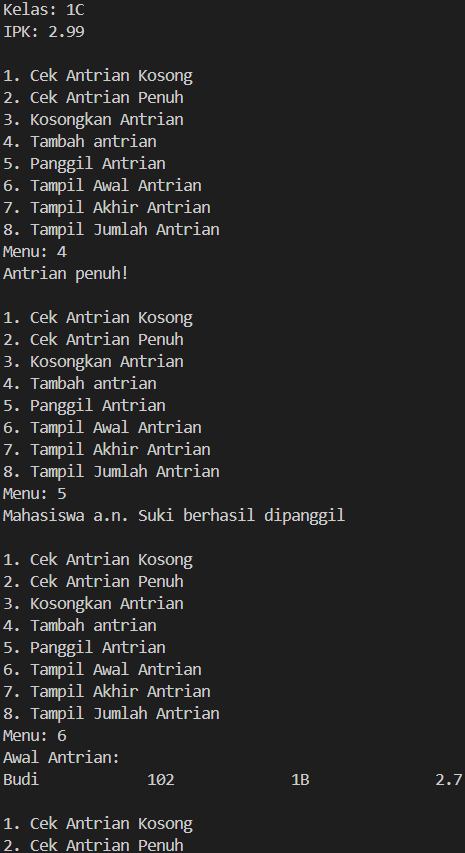 Kelas: 1C
IPK: 2.99
1. Cek Antrian Kosong
2. Cek Antrian Penuh
3. Kosongkan Antrian
4. Tambah antrian
5. Panggil Antrian
6. Tampil Awal Antrian
7. Tampil Akhir Antrian
8. Tampil Jumlah Antrian
Menu: 4
Antrian penuh!
1. Cek Antrian Kosong
2. Cek Antrian Penuh
3. Kosongkan Antrian
4. Tambah antrian
5. Panggil Antrian
6. Tampil Awal Antrian
7. Tampil Akhir Antrian
8. Tampil Jumlah Antrian
Menu: 5
Mahasiswa a.n. Suki berhasil dipanggil
1. Cek Antrian Kosong
2. Cek Antrian Penuh
3. Kosongkan Antrian
4. Tambah antrian
5. Panggil Antrian
6. Tampil Awal Antrian
7. Tampil Akhir Antrian
8. Tampil Jumlah Antrian
Menu: 6
Awal Antrian:
Budi 102 1B 2.7
1. Cek Antrian Kosong
2. Cek Antrian Penuh